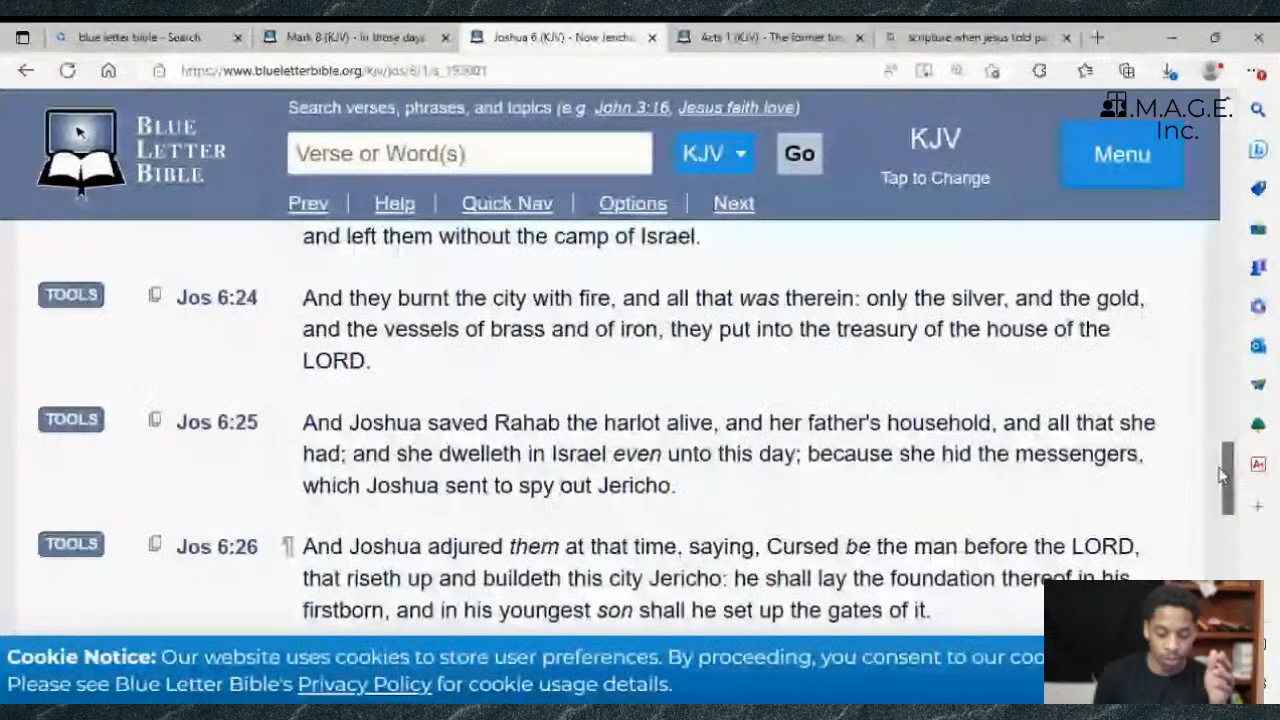 blue letter bible - Search
Mark 8 (KJV) - In those days
Joshua 6 (KJV) - Now Jericho
Acts 1 (KJV) - The former tre
scripture when jesus told pe
https://www.blueletterbible.org/kjv/jos/6/1/s_
Search verses, phrases, and topics (e.g. John 3:16, Jesus faith love)
BLUE
LETTER
BIBLE
Verse or Word(s)
KJV
Go
KJV
Tap to Change
.M.A.G.E.
Inc.
Menu
Prev | Help | Quick Nav | Options | Next
and left them without the camp of Israel.
TOOLS Jos 6:24 And they burnt the city with fire, and all that was therein: only the silver, and the gold,
and the vessels of brass and of iron, they put into the treasury of the house of the
LORD.
TOOLS Jos 6:25 And Joshua saved Rahab the harlot alive, and her father's household, and all that she
had; and she dwelleth in Israel even unto this day; because she hid the messengers,
which Joshua sent to spy out Jericho.
TOOLS Jos 6:26 ¶ And Joshua adjured them at that time, saying, Cursed be the man before the LORD,
that riseth up and buildeth this city Jericho: he shall lay the foundation thereof in his
firstborn, and in his youngest son shall he set up the gates of it.
Cookie Notice: Our website uses cookies to store user preferences. By proceeding, you consent to our coo
Please see Blue Letter Bible's Privacy Policy for cookie usage details.